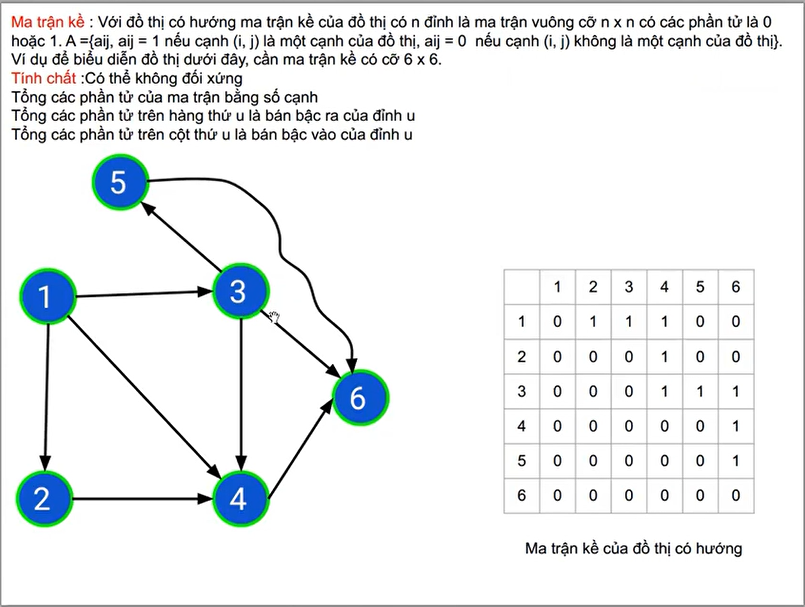 Ma trận kề : Với đồ thị có hướng ma trận kề của đồ thị có n đỉnh là ma trận vuông cỡ n x n có các phần tử là 0
hoặc 1. A ={aij, aij = 1 nếu cạnh (i, j) là một cạnh của đồ thị, aij = 0 nếu cạnh (i, j) không là một cạnh của đồ thị}.
Ví dụ để biểu diễn đồ thị dưới đây, cần ma trận kề có cỡ 6 x 6.
Tính chất :Có thể không đối xứng
Tổng các phần tử của ma trận bằng số cạnh
Tổng các phần tử trên hàng thứ u là bán bậc ra của đỉnh u
Tổng các phần tử trên cột thứ u là bán bậc vào của đỉnh u
5
1
3
6
2
4
1 2 3 4 5 6
1 0 1 1 1 0 0
2 0 0 0 1 0 0
3 0 0 0 1 1 1
4 0 0 0 0 0 1
5 0 0 0 0 0 1
6 0 0 0 0 0 0
Ma trận kề của đồ thị có hướng